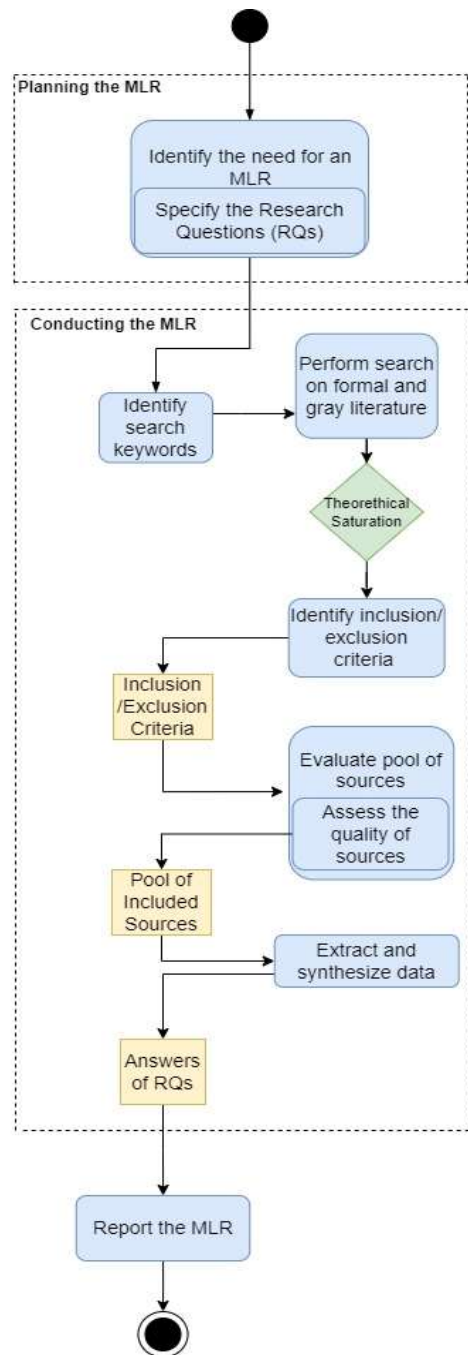 Planning the MLR
Identify the need for an
MLR
Specify the Research
Questions (RQs)
Conducting the MLR
Identify
search
keywords
Perform search
on formal and
gray literature
Theorethical
Saturation
Identify inclusion/
exclusion
criteria
Inclusion
/Exclusion
Criteria
Evaluate pool of
sources
Assess the
quality of
sources
Pool of
Included
Sources
Extract and
synthesize data
Answers
of RQs
Report the MLR